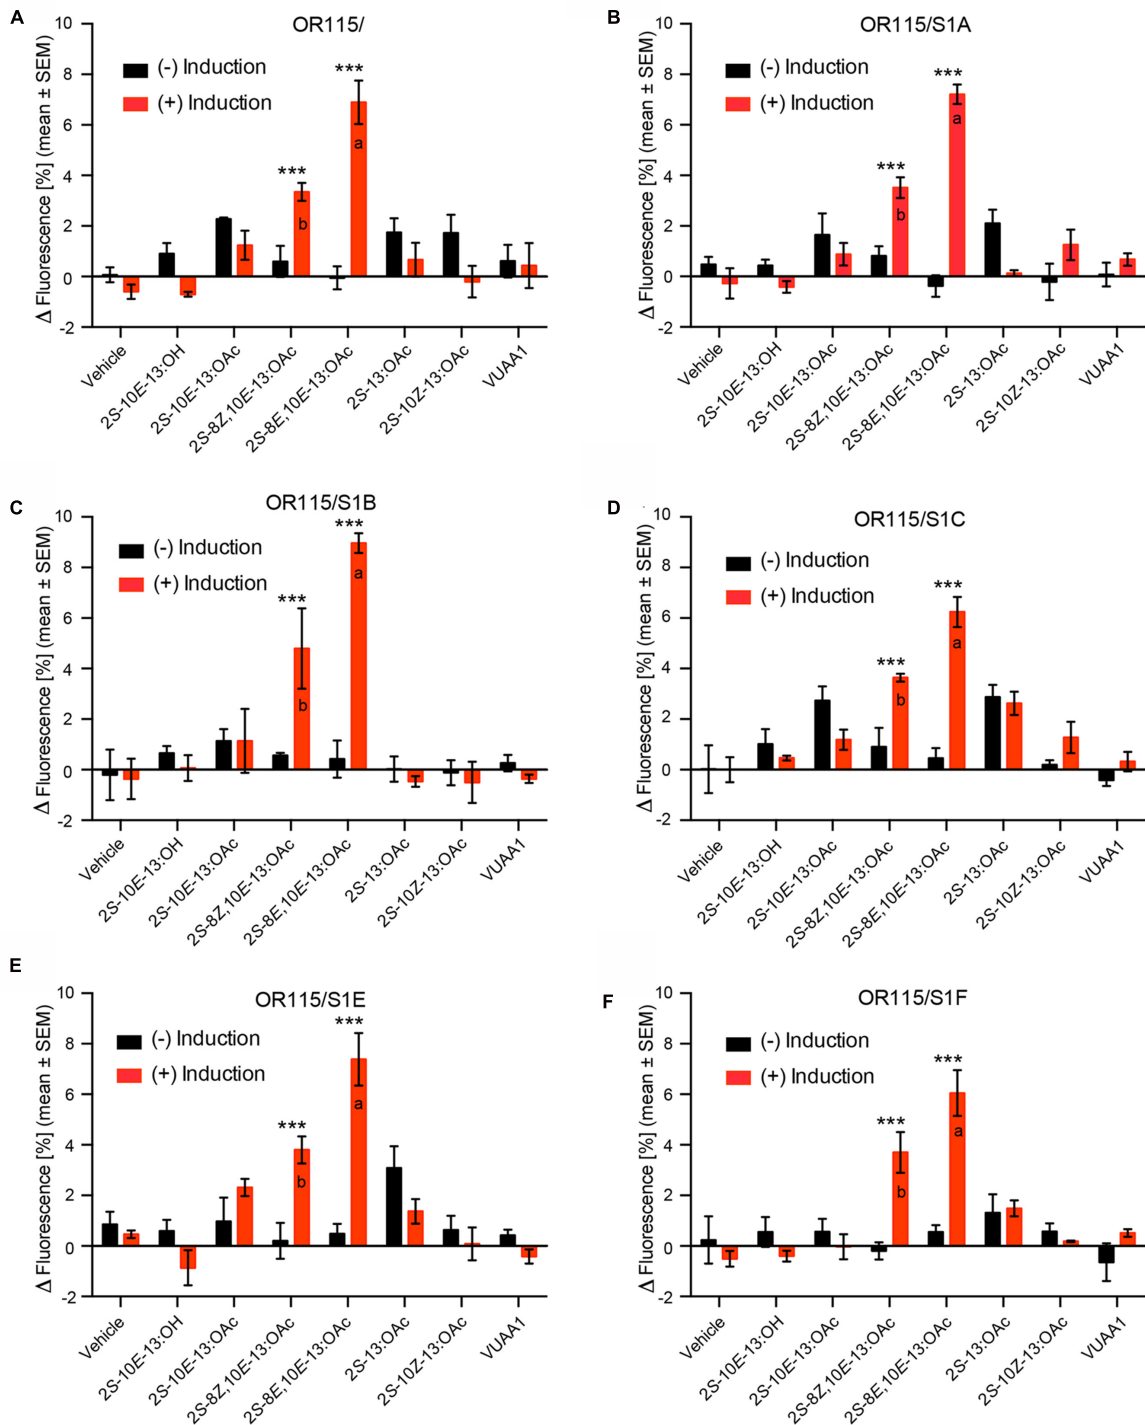 A
OR115/
Δ Fluorescence [%] (mean ± SEM)
10
8
6
4
2
0
-2
(-) Induction
(+) Induction
***
***
b
a
Vehicle
2S-10E-13:OH
2S-10E-13:OAc
2S-8Z,10E-13:OAc
2S-8E,10E-13:OAc
2S-13:OAc
2S-10Z-13:OAc
VUAA1
B
OR115/S1A
Δ Fluorescence [%] (mean ± SEM)
10
8
6
4
2
0
-2
(-) Induction
(+) Induction
***
***
b
a
Vehicle
2S-10E-13:OH
2S-10E-13:OAc
2S-8Z,10E-13:OAc
2S-8E,10E-13:OAc
2S-13:OAc
2S-10Z-13:OAc
VUAA1
C
OR115/S1B
Δ Fluorescence [%] (mean ± SEM)
10
8
6
4
2
0
-2
(-) Induction
(+) Induction
***
***
b
a
Vehicle
2S-10E-13:OH
2S-10E-13:OAc
2S-8Z,10E-13:OAc
2S-8E,10E-13:OAc
2S-13:OAc
2S-10Z-13:OAc
VUAA1
D
OR115/S1C
Δ Fluorescence [%] (mean ± SEM)
10
8
6
4
2
0
-2
(-) Induction
(+) Induction
***
***
b
a
Vehicle
2S-10E-13:OH
2S-10E-13:OAc
2S-8Z,10E-13:OAc
2S-8E,10E-13:OAc
2S-13:OAc
2S-10Z-13:OAc
VUAA1
E
OR115/S1E
Δ Fluorescence [%] (mean ± SEM)
10
8
6
4
2
0
-2
(-) Induction
(+) Induction
***
***
b
a
Vehicle
2S-10E-13:OH
2S-10E-13:OAc
2S-8Z,10E-13:OAc
2S-8E,10E-13:OAc
2S-13:OAc
2S-10Z-13:OAc
VUAA1
F
OR115/S1F
Δ Fluorescence [%] (mean ± SEM)
10
8
6
4
2
0
-2
(-) Induction
(+) Induction
***
***
b
a
Vehicle
2S-10E-13:OH
2S-10E-13:OAc
2S-8Z,10E-13:OAc
2S-8E,10E-13:OAc
2S-13:OAc
2S-10Z-13:OAc
VUAA1